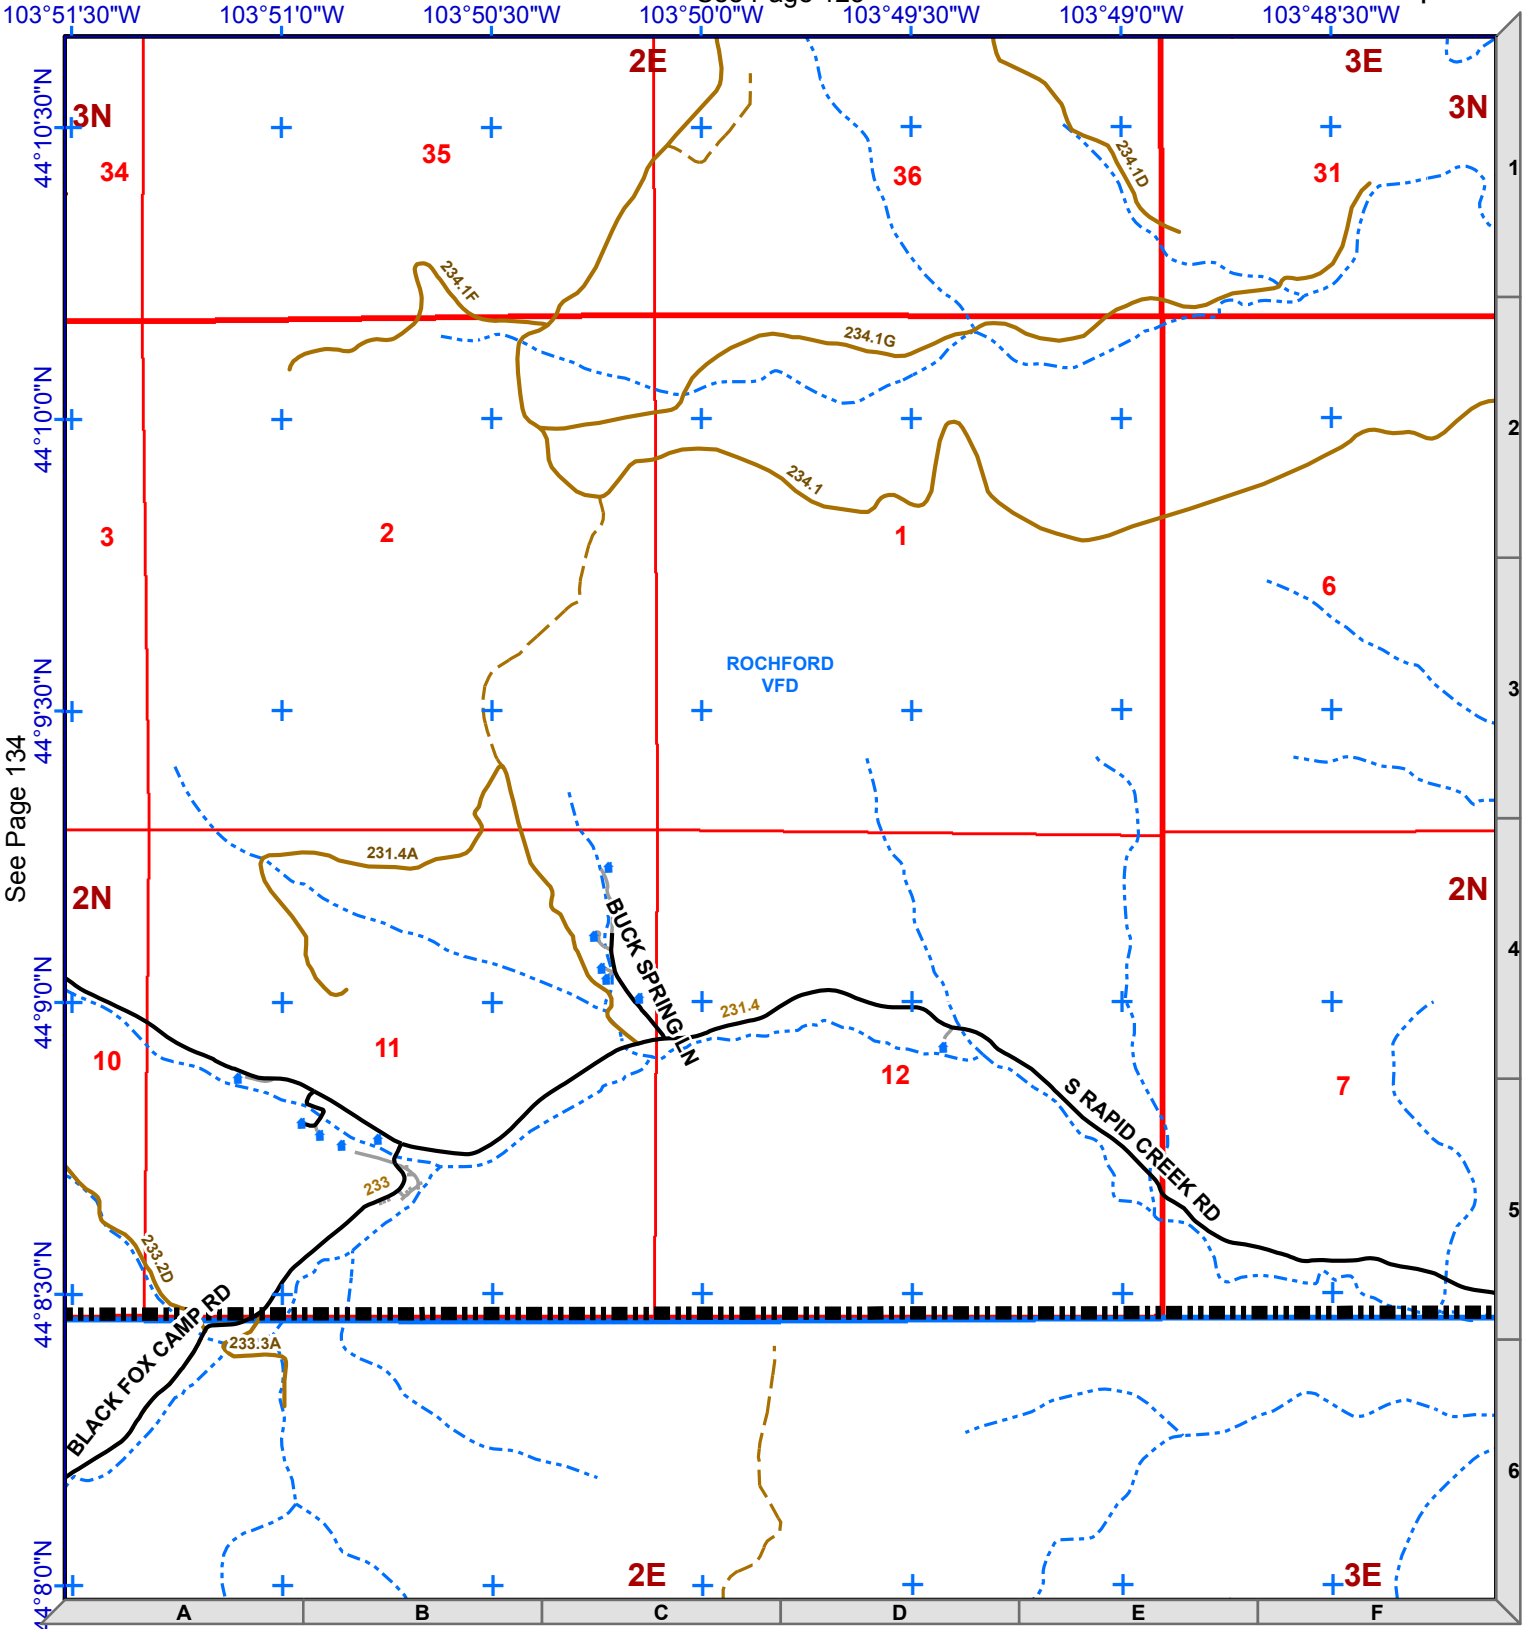 103°51'30"W 103°51'0"W 103°50'30"W 103°50'0"W 103°49'30"W 103°49'0"W 103°48'30"W
2E 3E
3N 3N
44°10'30"N
34 35 36 31
1
234.1D
234.1F
234.1G
44°10'0"N
2
234.1
3 2 1
6
ROCHFORD
VFD
44°9'30"N
3
See Page 134
231.4A
2N 2N
BUCK SPRING LN
4
44°9'0"N
231.4
10 11 12 7
S RAPID CREEK RD
233
5
233.2D
44°8'30"N
BLACK FOX CAMP RD
233.3A
6
44°8'0"N
2E 3E
A B C D E F